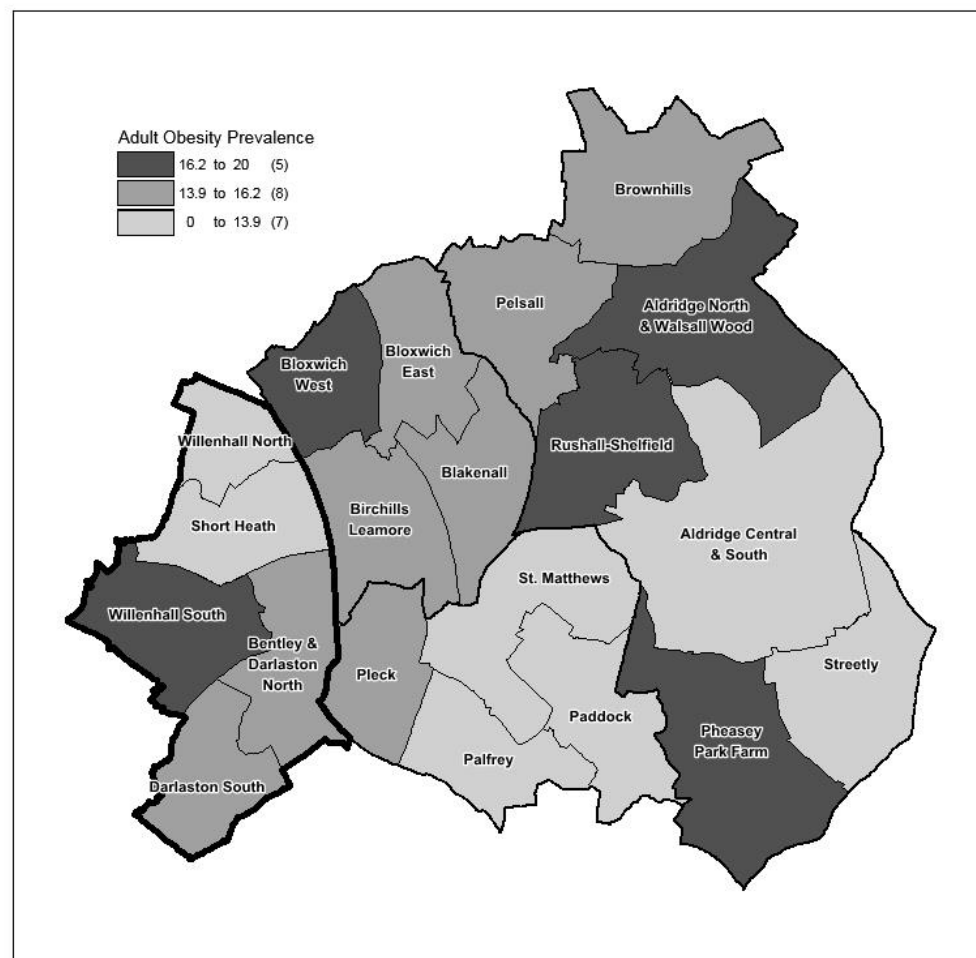 Adult Obesity Prevalence
16.2 to 20 (5)
13.9 to 16.2 (8)
0 to 13.9 (7)
Brownhills
Pelsall
Aldridge North
& Walsall Wood
Bloxwich
East
Bloxwich
West
Willenhall North
Rushall-Shelfield
Blakenall
Birchills
Leamore
Short Heath
Aldridge Central
& South
St. Matthews
Willenhall South
Bentley &
Darlaston
North
Pleck
Streetly
Paddock
Pheasey
Park Farm
Palfrey
Darlaston South